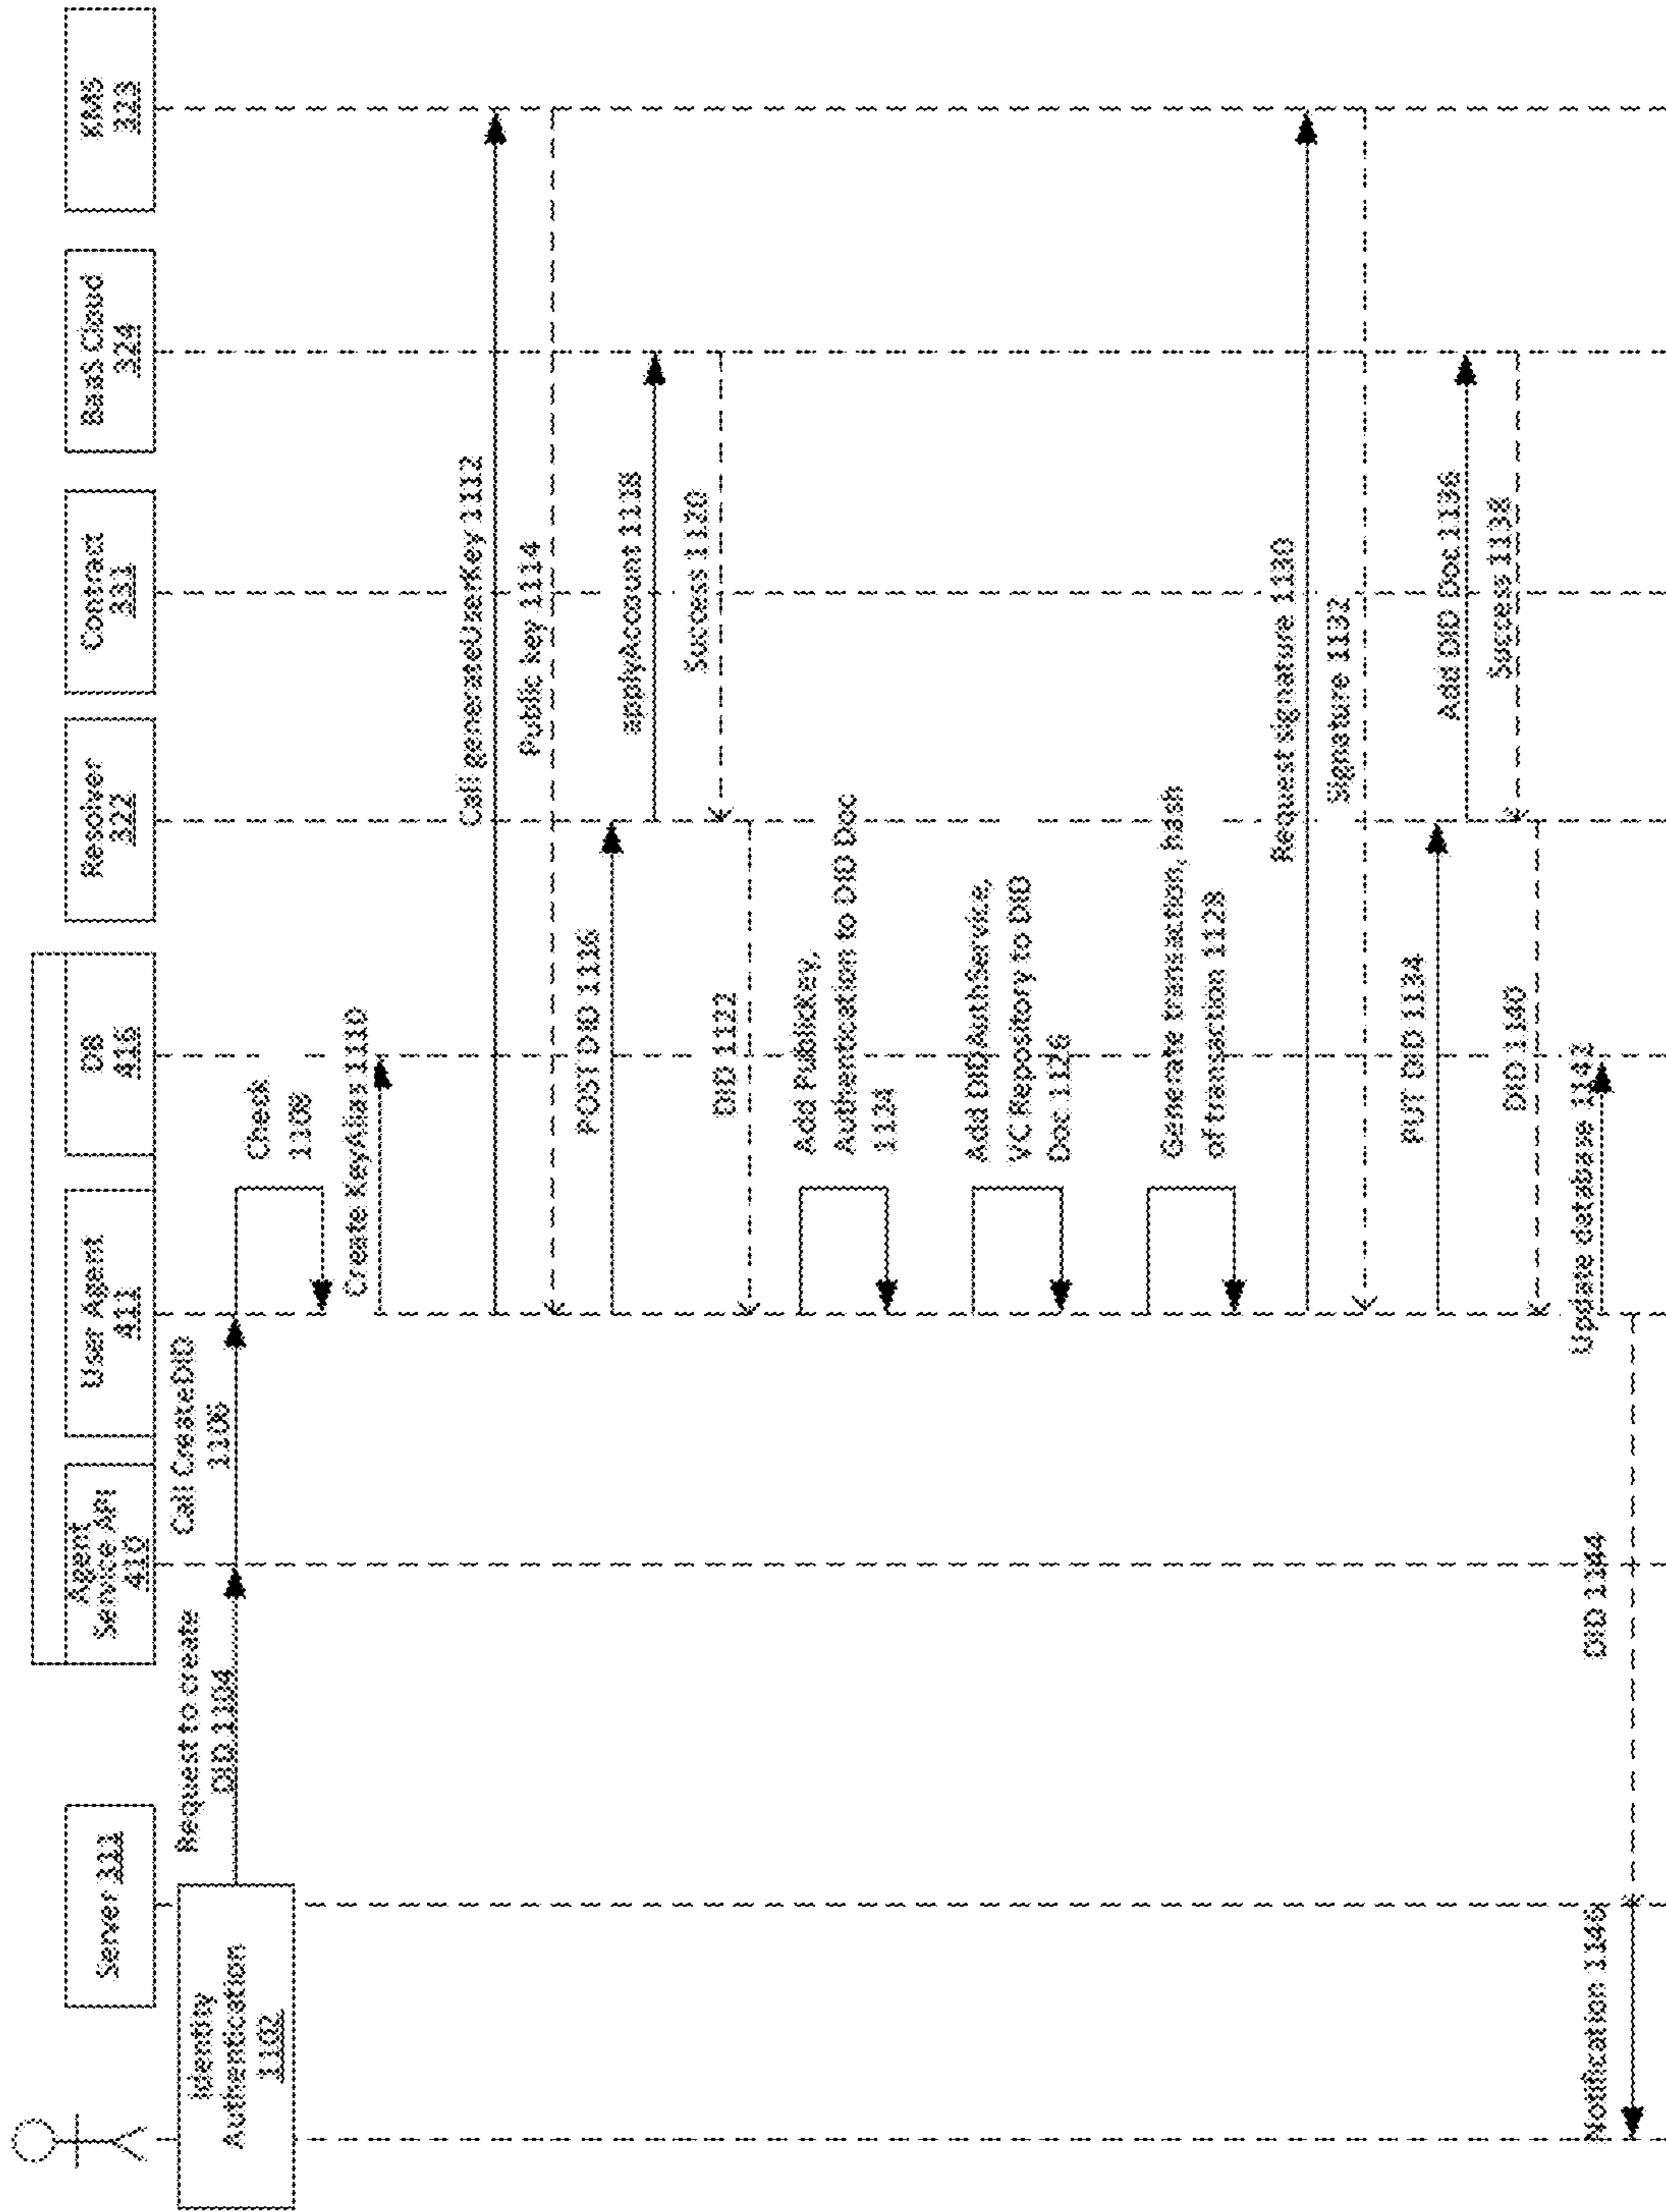 Server 111
Agent
Service API
410
User Agent
411
DB
416
Resolver
322
Contract
331
BaaS Cloud
324
KMS
323
Identity
Authentication
1102
Request to create
DID 1104
Call CreateDID
1106
Check
1108
Create KeyAlias 1110
Call generateUserKey 1112
Public key 1114
POST DID 1116
applyAccount 1118
Success 1120
DID 1122
Add PublicKey,
Authentication to DID Doc
1124
Add DIDAuthService,
VC Repository to DID
Doc 1126
Generate transaction, hash
of transaction 1128
Request signature 1130
Signature 1132
PUT DID 1134
Add DID Doc 1136
Success 1138
DID 1140
Update database 1142
DID 1144
Notification 1146